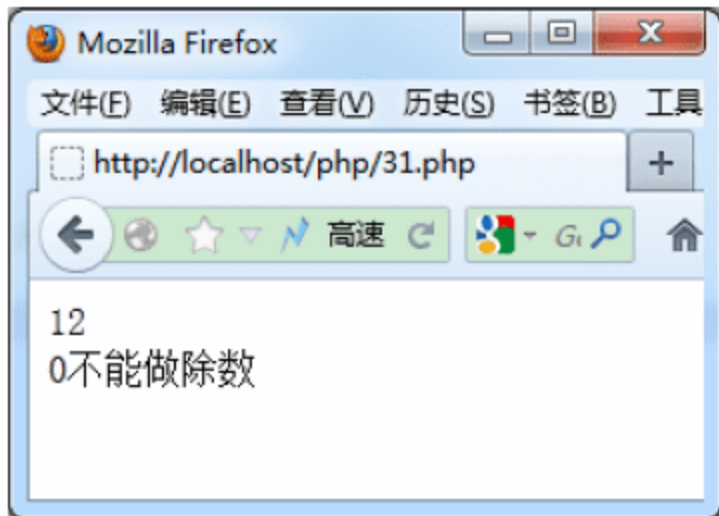 Mozilla Firefox
文件(F) 编辑(E) 查看(V) 历史(S) 书签(B) 工具
http://localhost/php/31.php +
高速
12
0不能做除数